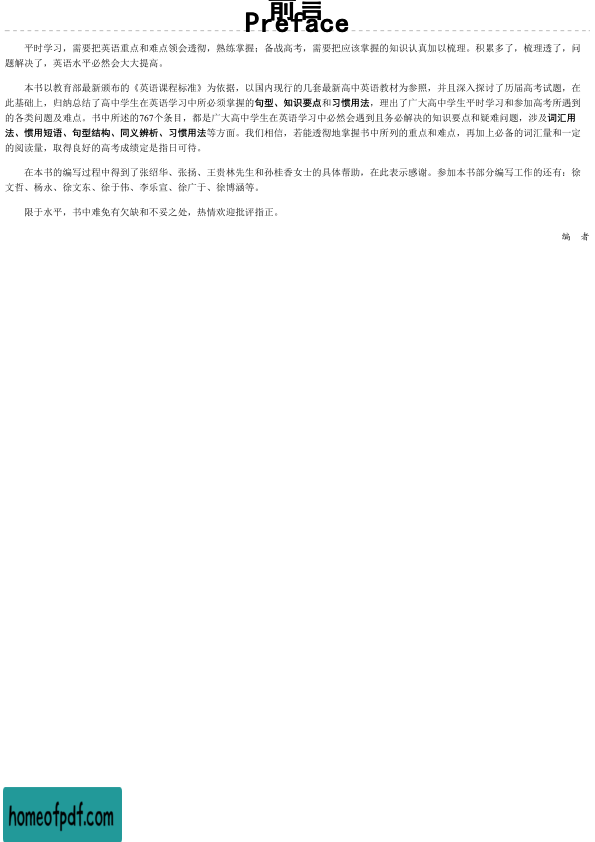 前言
Preface
平时学习，需要把英语重点和难点领会透彻，熟练掌握；备战高考，需要把应该掌握的知识认真加以梳理。积累多了，梳理透了，问
题解决了，英语水平必然会大大提高。
本书以教育部最新颁布的《英语课程标准》为依据，以国内现行的几套最新高中英语教材为参照，并且深入探讨了历届高考试题，在
此基础上，归纳总结了高中学生在英语学习中所必须掌握的句型、知识要点和习惯用法，理出了广大高中学生平时学习和参加高考所遇到
的各类问题及难点。书中所述的767个条目，都是广大高中学生在英语学习中必然会遇到且务必解决的知识要点和疑难问题，涉及词汇用
法、惯用短语、句型结构、同义辨析、习惯用法等方面。我们相信，若能透彻地掌握书中所列的重点和难点，再加上必备的词汇量和一定
的阅读量，取得良好的高考成绩定是指日可待。
在本书的编写过程中得到了张绍华、张扬、王贵林先生和孙桂香女士的具体帮助，在此表示感谢。参加本书部分编写工作的还有：徐
文哲、杨永、徐文东、徐于伟、李乐宣、徐广于、徐博涵等。
限于水平，书中难免有欠缺和不妥之处，热情欢迎批评指正。
编　者
homeofpdf.com